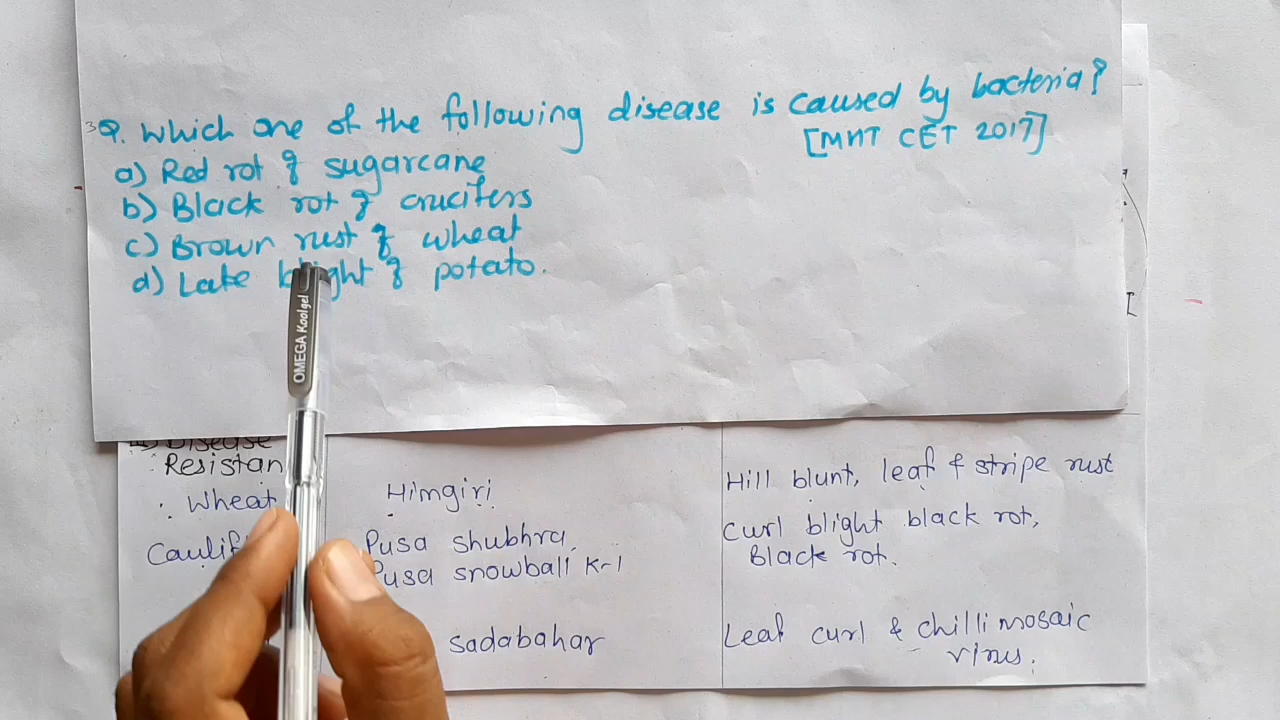 3Q. Which one of the following disease is caused by bacteria?
[MHT CET 2017]
a) Red rot of sugarcane
b) Black rot of crucifers
c) Brown rust of wheat
d) Late blight of potato.
OMEGA Koolgel
Disease
Resistan
Wheat Himgiri Hill blunt, leaf & stripe rust
Caulif Pusa shubhra, Curl blight black rot,
Pusa snowball K-1 Black rot.
sadabahar Leaf curl & chilli mosaic
virus.